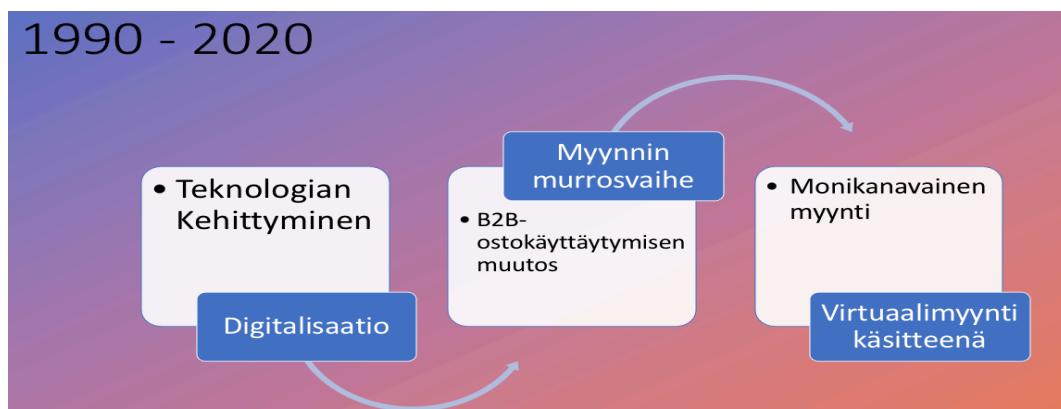 1990 - 2020
• Teknologian
Kehittyminen
Digitalisaatio
Myynnin
murrosvaihe
• B2B-
ostokäyttäytymisen
muutos
• Monikanavainen
myynti
Virtuaalimyynti
käsitteenä